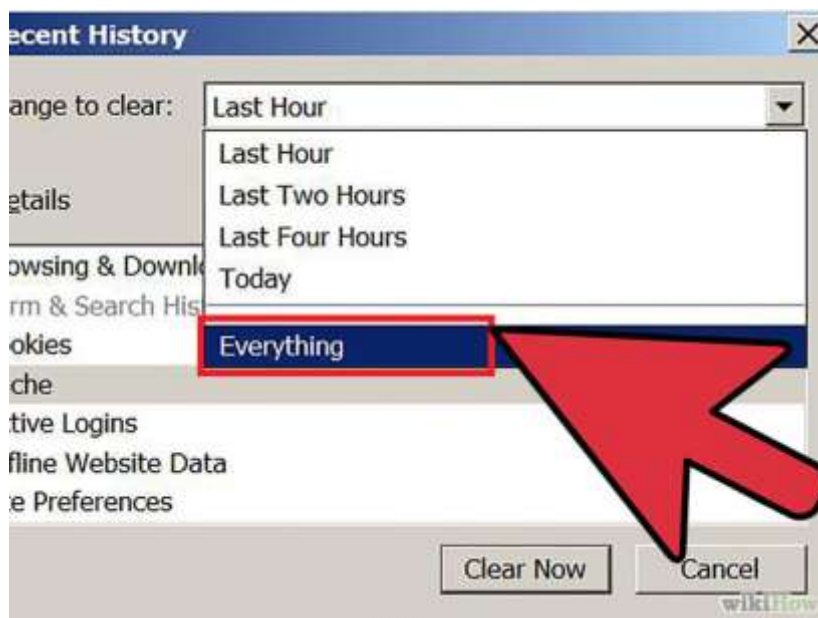 ecent History
ange to clear: Last Hour
Last Hour
Last Two Hours
etails
Last Four Hours
owsing & Downl
Today
rm & Search His
okies
Everything
che
tive Logins
fline Website Data
e Preferences
Clear Now Cancel
wikiHow